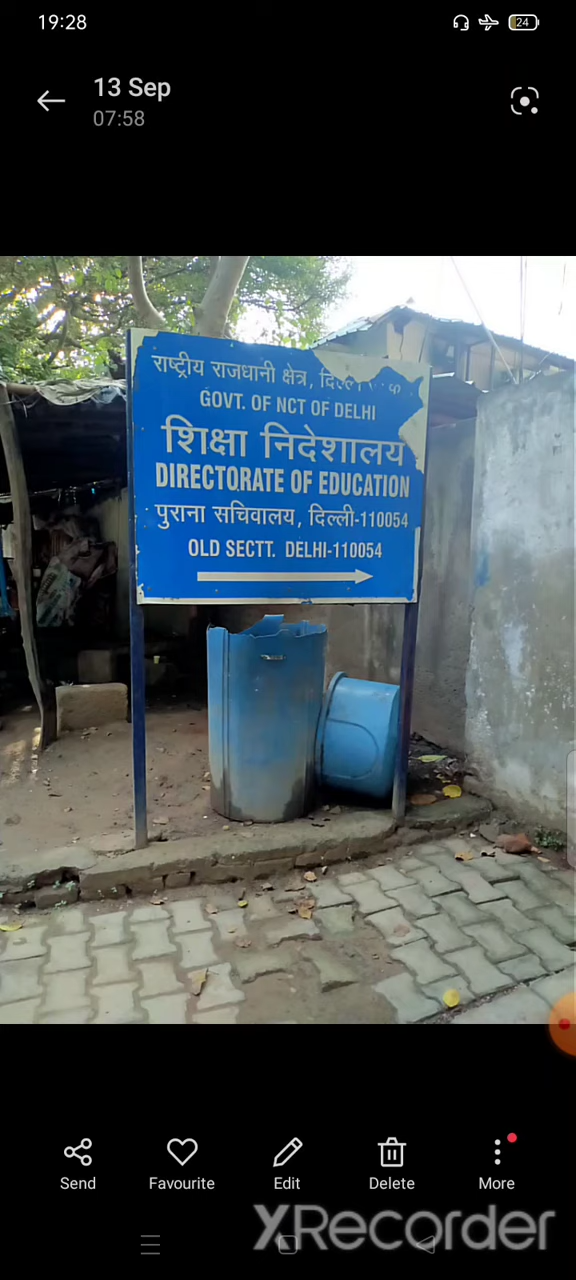 19:28
24
13 Sep
07:58
राष्ट्रीय राजधानी क्षेत्र,
GOVT. OF NCT OF DELHI
शिक्षा निदेशालय
DIRECTORATE OF EDUCATION
पुराना सचिवालय, दिल्ली-110054
OLD SECTT. DELHI-110054
Send Favourite Edit Delete More
XRecorder